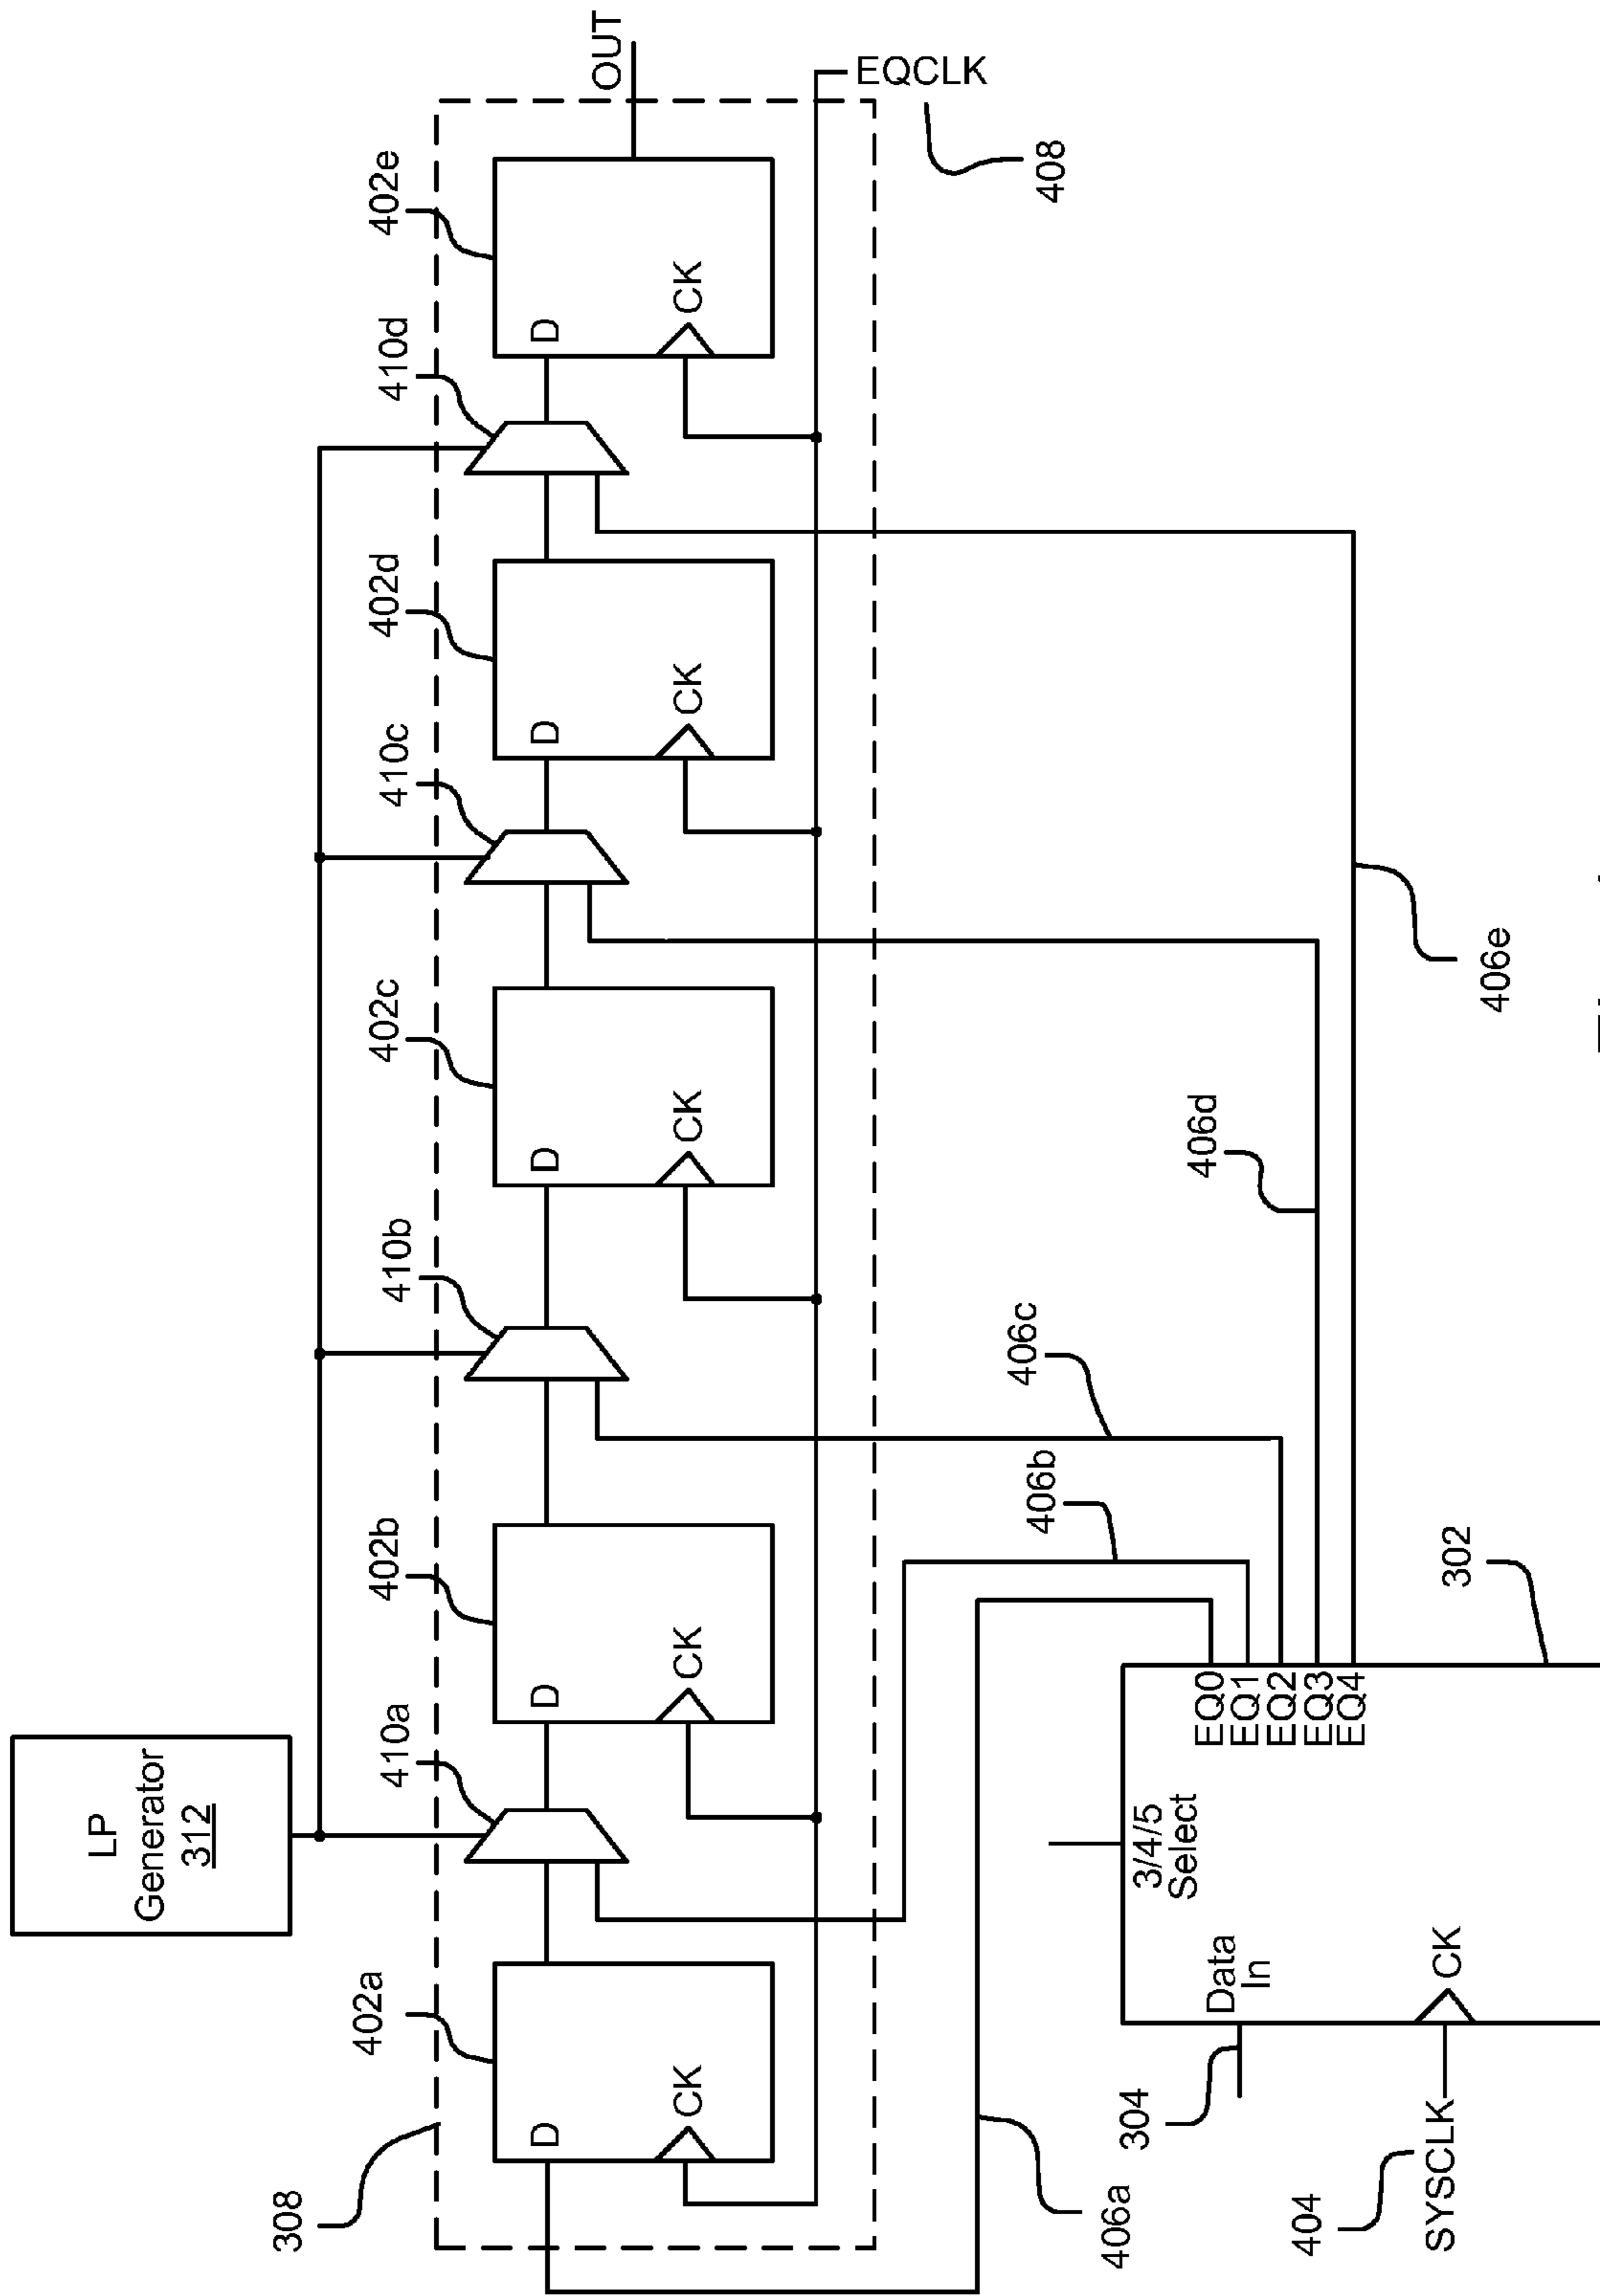 LP
Generator
312
308
402a
410a
402b
410b
402c
410c
402d
410d
402e
OUT
D
CK
D
CK
D
CK
D
CK
D
CK
EQCLK
408
406a
406b
406c
406d
406e
304
Data
In
3/4/5
Select
EQ0
EQ1
EQ2
EQ3
EQ4
302
404
SYSCLK
CK